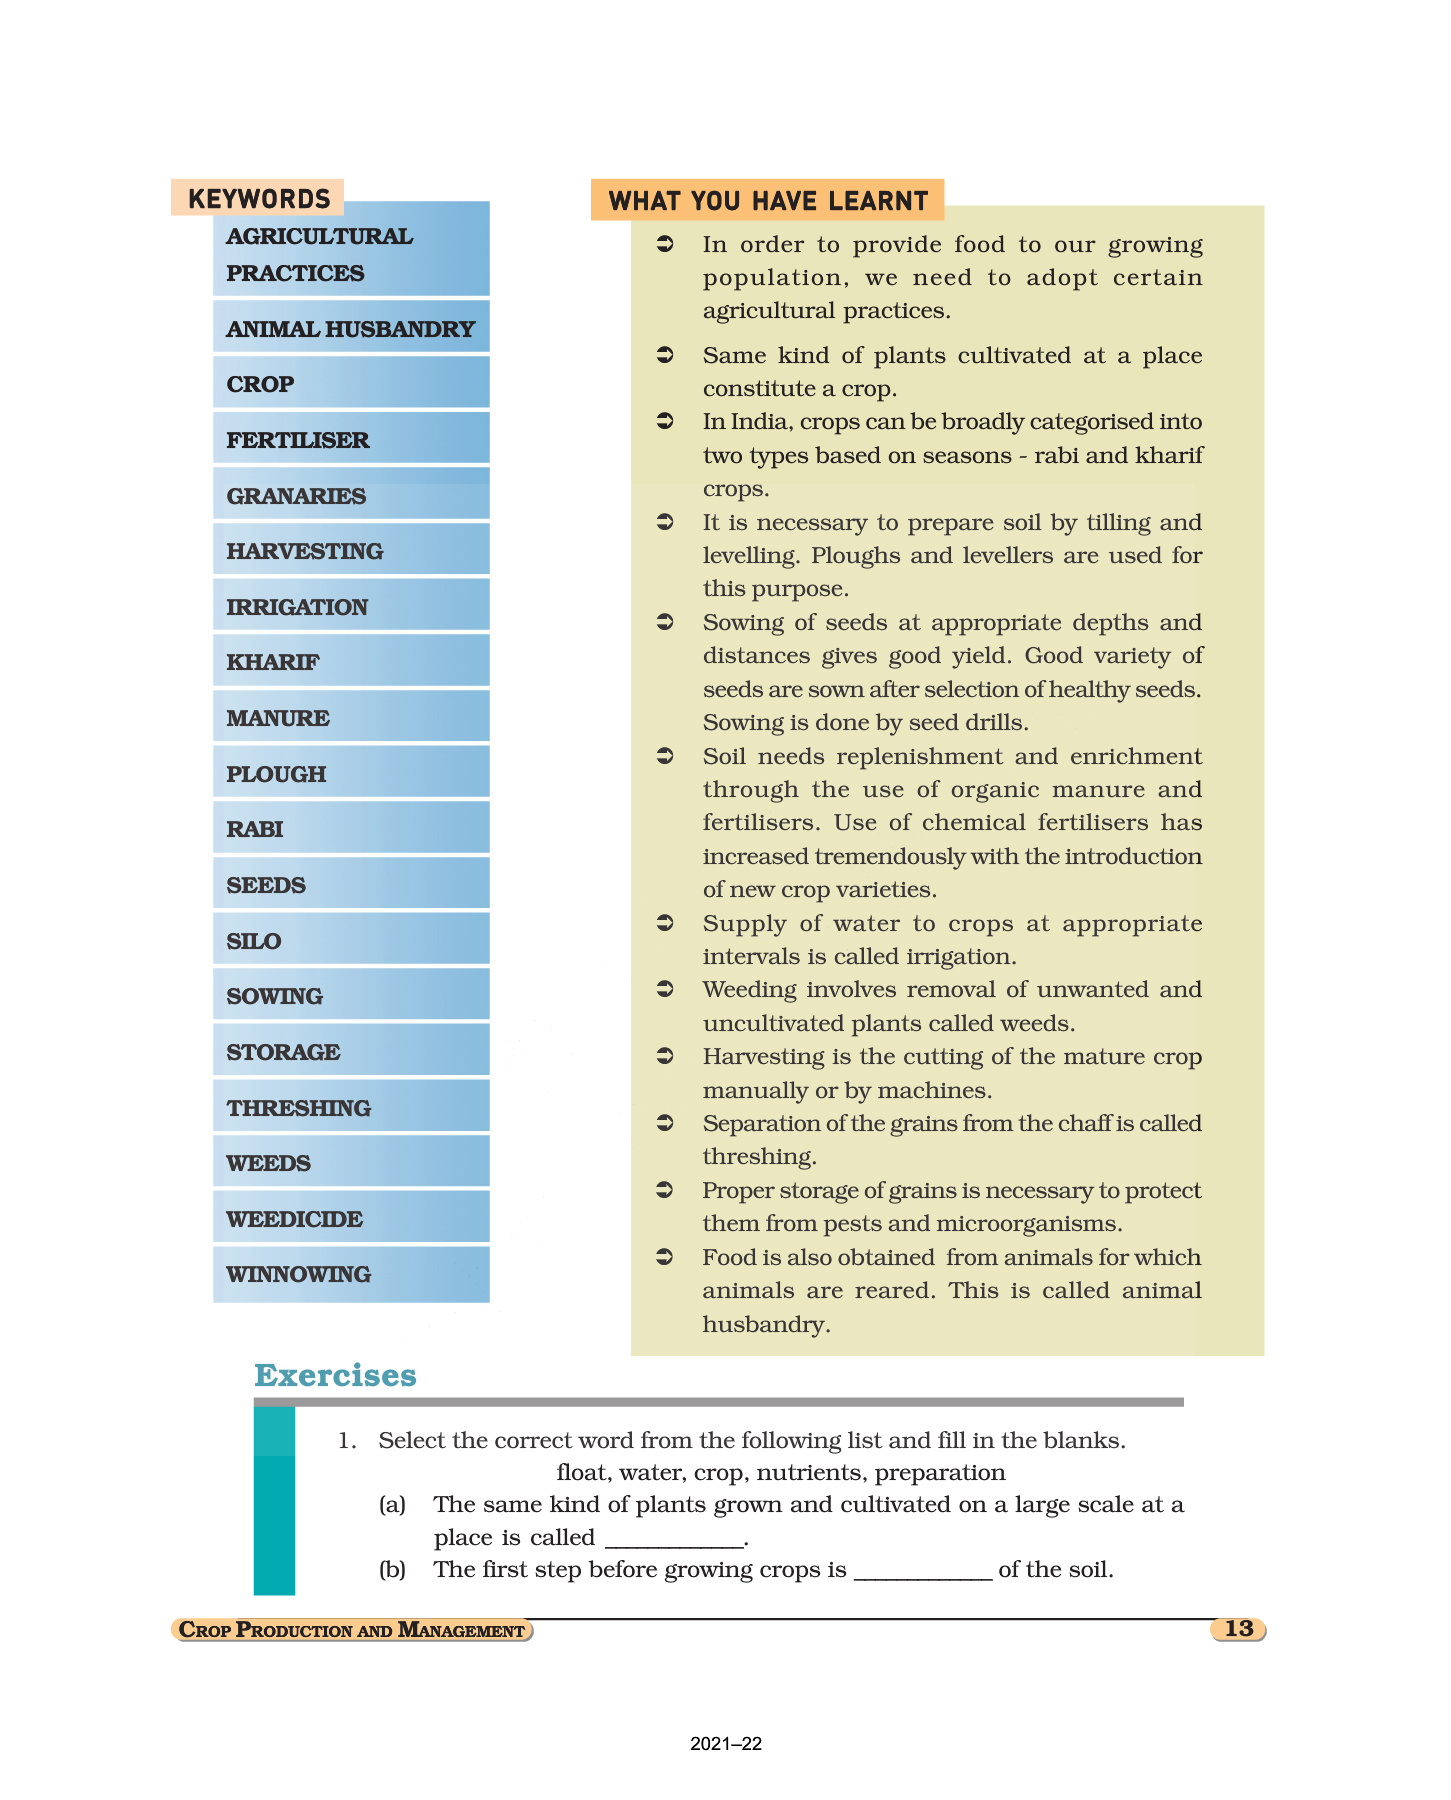 KEYWORDS
AGRICULTURAL
PRACTICES
ANIMAL HUSBANDRY
CROP
FERTILISER
GRANARIES
HARVESTING
IRRIGATION
KHARIF
MANURE
PLOUGH
RABI
SEEDS
SILO
SOWING
STORAGE
THRESHING
WEEDS
WEEDICIDE
WINNOWING
WHAT YOU HAVE LEARNT
➲ In order to provide food to our growing
population, we need to adopt certain
agricultural practices.
➲ Same kind of plants cultivated at a place
constitute a crop.
➲ In India, crops can be broadly categorised into
two types based on seasons - rabi and kharif
crops.
➲ It is necessary to prepare soil by tilling and
levelling. Ploughs and levellers are used for
this purpose.
➲ Sowing of seeds at appropriate depths and
distances gives good yield. Good variety of
seeds are sown after selection of healthy seeds.
Sowing is done by seed drills.
➲ Soil needs replenishment and enrichment
through the use of organic manure and
fertilisers. Use of chemical fertilisers has
increased tremendously with the introduction
of new crop varieties.
➲ Supply of water to crops at appropriate
intervals is called irrigation.
➲ Weeding involves removal of unwanted and
uncultivated plants called weeds.
➲ Harvesting is the cutting of the mature crop
manually or by machines.
➲ Separation of the grains from the chaff is called
threshing.
➲ Proper storage of grains is necessary to protect
them from pests and microorganisms.
➲ Food is also obtained from animals for which
animals are reared. This is called animal
husbandry.
Exercises
1. Select the correct word from the following list and fill in the blanks.
float, water, crop, nutrients, preparation
(a) The same kind of plants grown and cultivated on a large scale at a
place is called ____________.
(b) The first step before growing crops is ____________ of the soil.
CROP PRODUCTION AND MANAGEMENT
13
2021–22